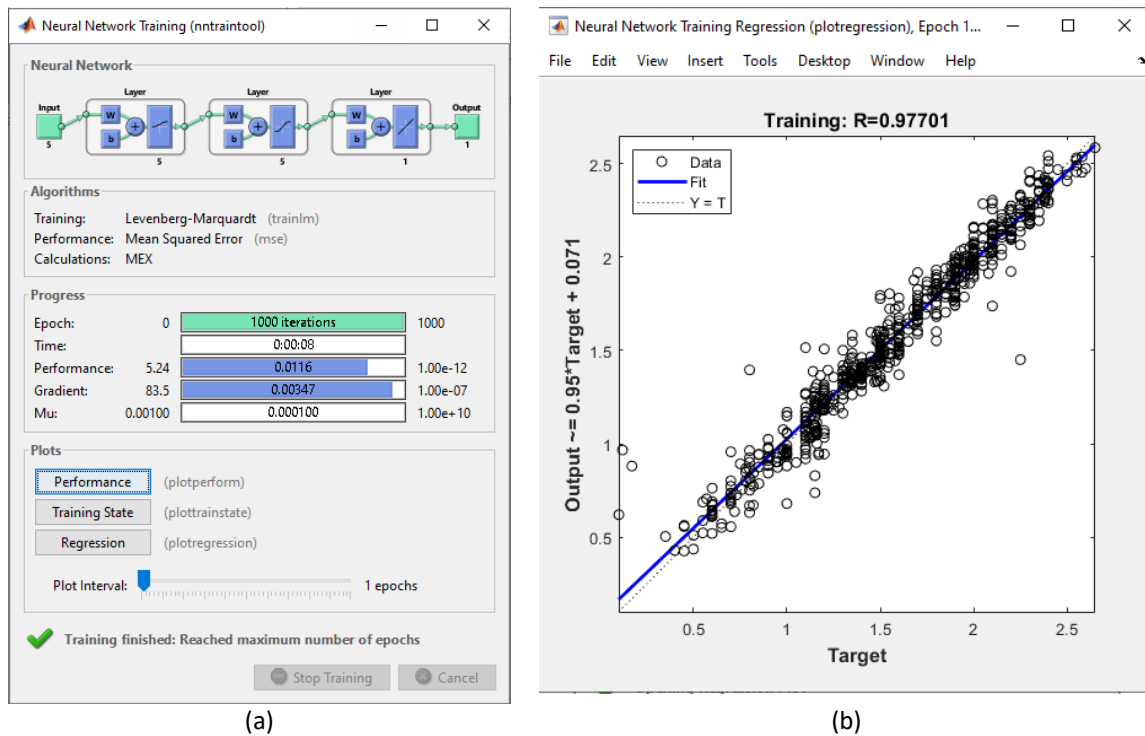 Neural Network Training (nntraintool)
Neural Network
Layer Layer Layer
Input Output
W W W
b b b
5 5 5 1 1
Algorithms
Training: Levenberg-Marquardt (trainlm)
Performance: Mean Squared Error (mse)
Calculations: MEX
Progress
Epoch: 0 1000 iterations 1000
Time: 0:00:08
Performance: 5.24 0.0116 1.00e-12
Gradient: 83.5 0.00347 1.00e-07
Mu: 0.00100 0.000100 1.00e+10
Plots
Performance (plotperform)
Training State (plottrainstate)
Regression (plotregression)
Plot Interval: 1 epochs
Training finished: Reached maximum number of epochs
Stop Training Cancel
(a)
Neural Network Training Regression (plotregression), Epoch 1...
File Edit View Insert Tools Desktop Window Help
Training: R=0.97701
Data
Fit
Y = T
Output ~= 0.95*Target + 0.071
2.5
2
1.5
1
0.5
0.5 1 1.5 2 2.5
Target
(b)